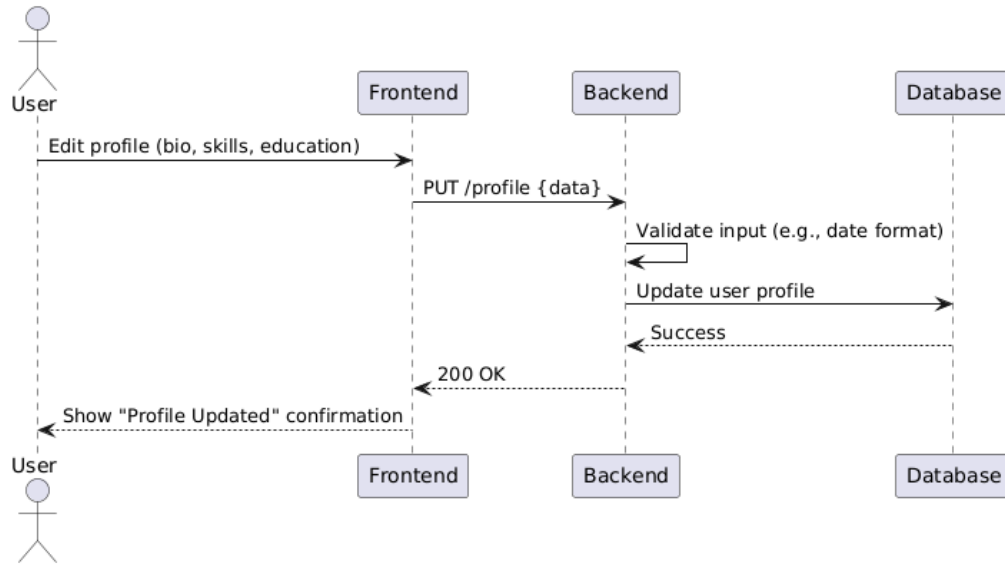 User
Frontend
Backend
Database
Edit profile (bio, skills, education)
PUT /profile {data}
Validate input (e.g., date format)
Update user profile
Success
200 OK
Show "Profile Updated" confirmation
User
Frontend
Backend
Database